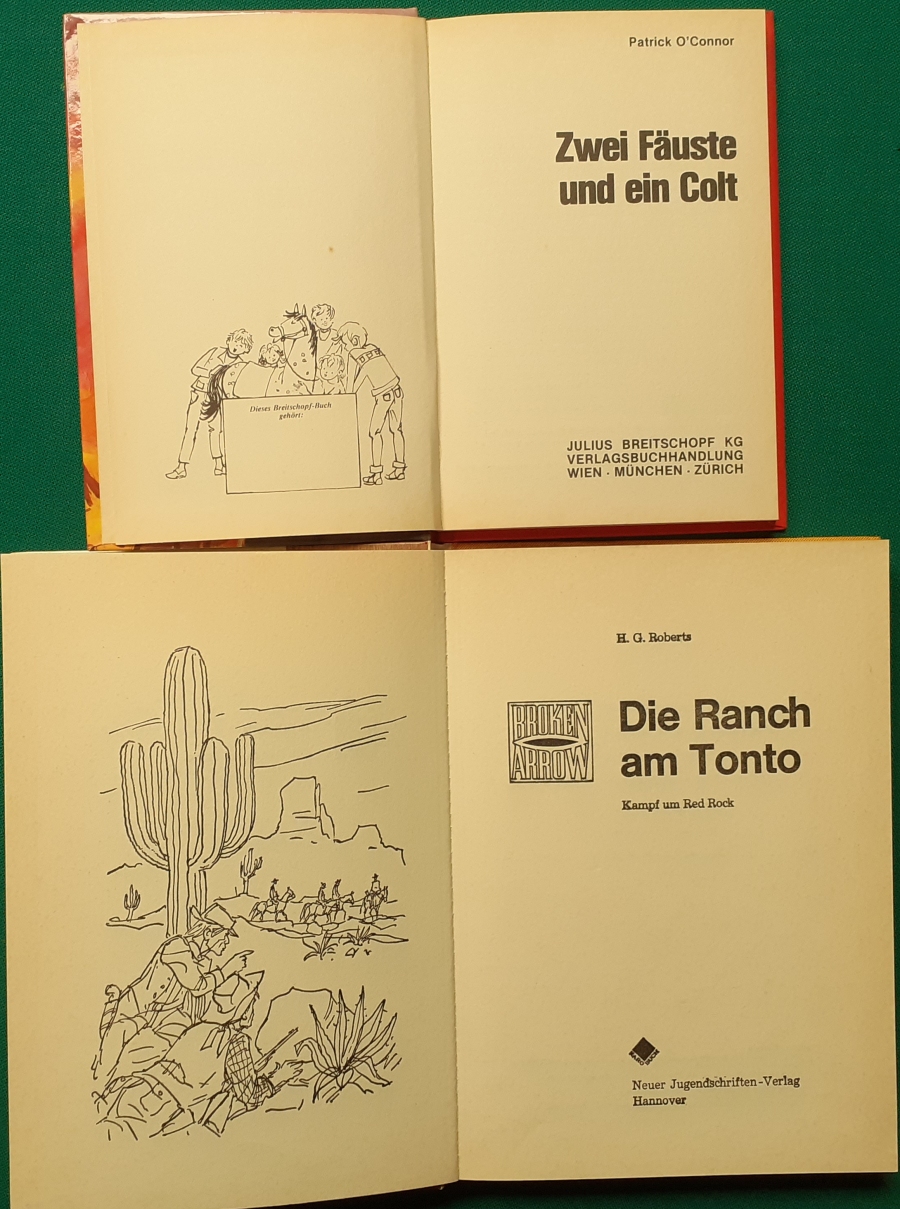 Patrick O'Connor
Zwei Fäuste
und ein Colt
Dieses Breitschopf-Buch
gehört:
JULIUS BREITSCHOPF KG
VERLAGSBUCHHANDLUNG
WIEN · MÜNCHEN · ZÜRICH
H. G. Roberts
BROKEN
ARROW
Die Ranch
am Tonto
Kampf um Red Rock
Neuer Jugendschriften-Verlag
Hannover